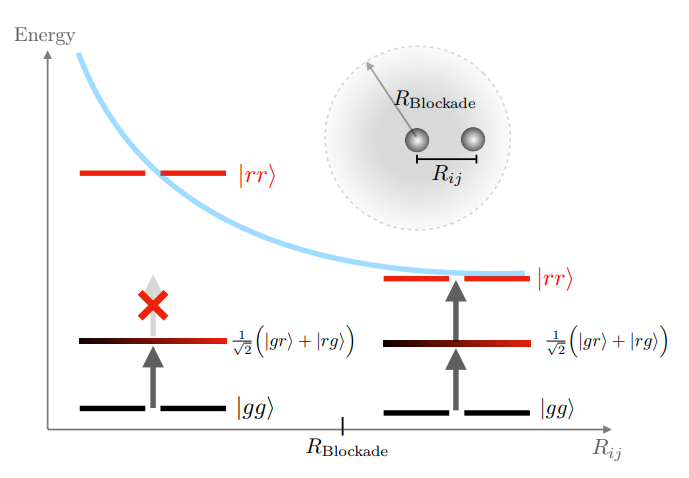 Energy
R_Blockade
R_ij
|rr⟩
|rr⟩
1/√2(|gr⟩ + |rg⟩)
1/√2(|gr⟩ + |rg⟩)
|gg⟩
|gg⟩
R_Blockade
R_ij